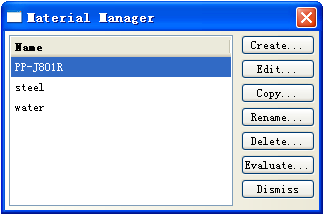 Material Manager
Name
PP-J801R
steel
water
Create...
Edit...
Copy...
Rename...
Delete...
Evaluate...
Dismiss